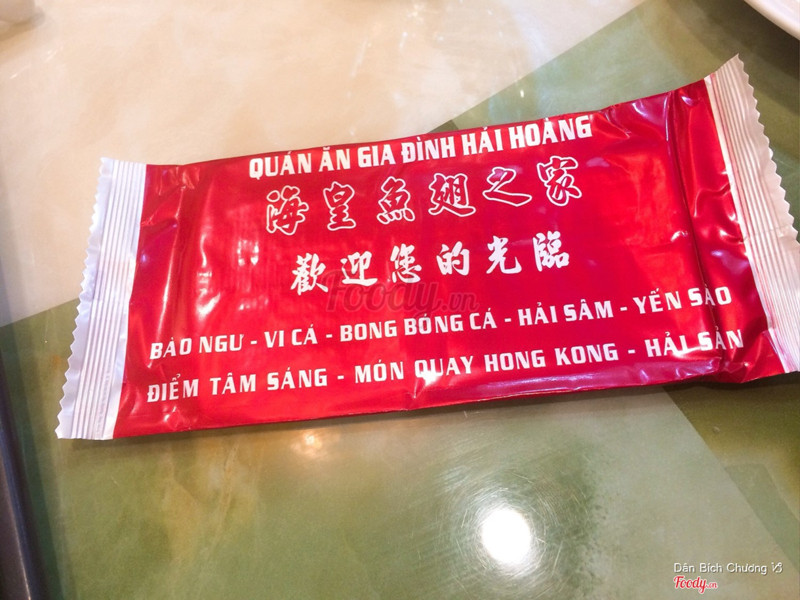 QUÁN ĂN GIA ĐÌNH HẢI HOÀNG
海皇魚翅之家
歡迎您的光臨
Foody.vn
BÀO NGƯ - VI CÁ - BONG BÓNG CÁ - HẢI SÂM - YẾN SÀO
ĐIỂM TÂM SÁNG - MÓN QUAY HONG KONG - HẢI SẢN
Dân Bich Chương
Foody.vn